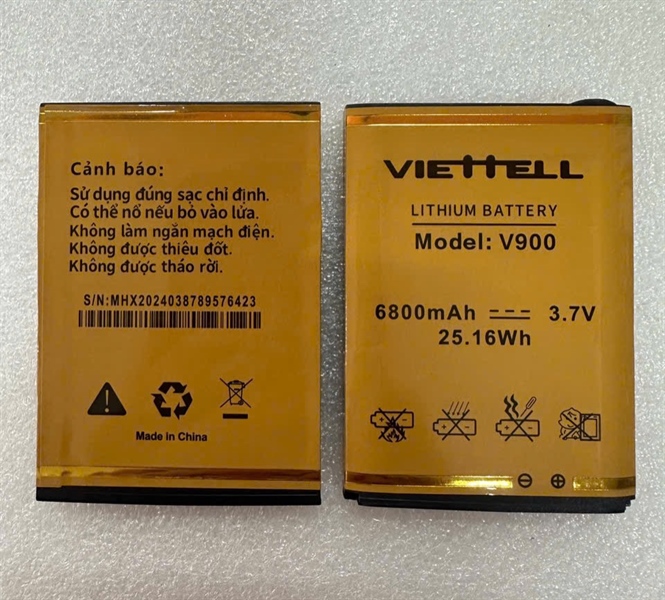 Cảnh báo:
Sử dụng đúng sạc chỉ định.
Có thể nổ nếu bỏ vào lửa.
Không làm ngắn mạch điện.
Không được thiêu đốt.
Không được tháo rời.
S/N:MHX2024038789576423
Made in China
VIETTELL
LITHIUM BATTERY
Model: V900
6800mAh 3.7V
25.16Wh